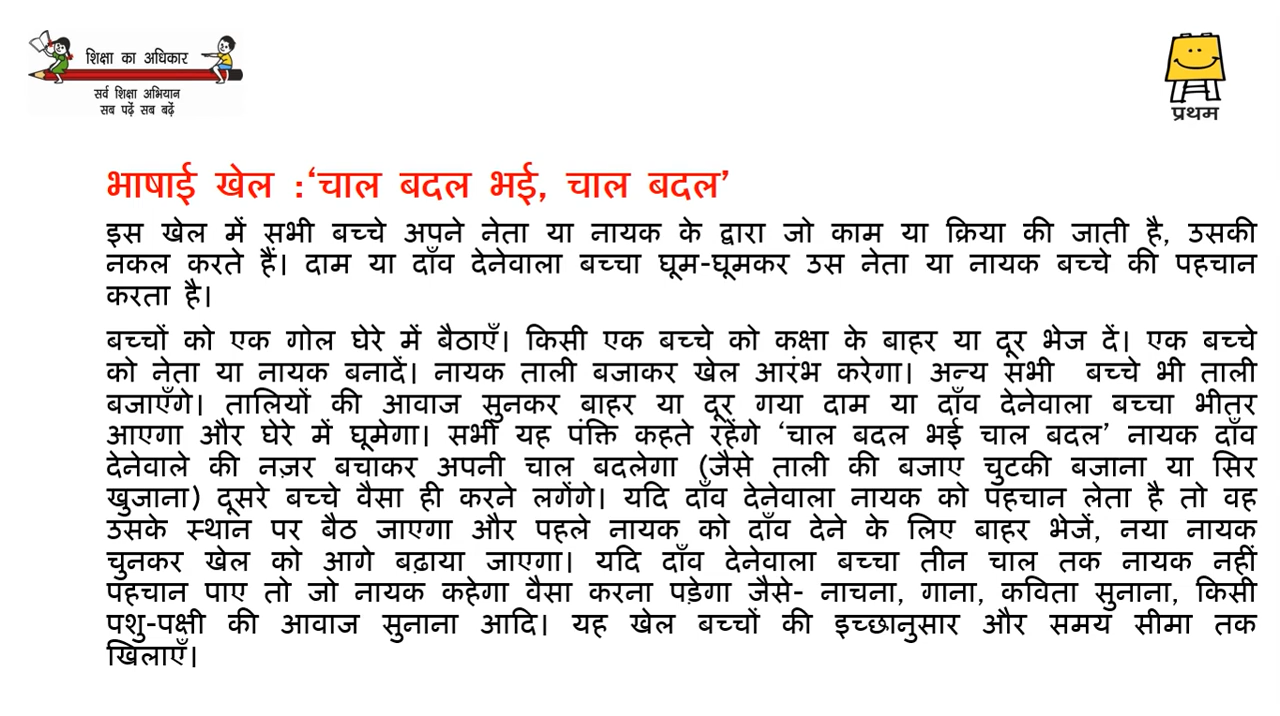 शिक्षा का अधिकार
सर्व शिक्षा अभियान
सब पढ़ें सब बढ़ें
प्रथम
भाषाई खेल :‘चाल बदल भई, चाल बदल’
इस खेल में सभी बच्चे अपने नेता या नायक के द्वारा जो काम या क्रिया की जाती है, उसकी
नकल करते हैं। दाम या दाँव देनेवाला बच्चा घूम-घूमकर उस नेता या नायक बच्चे की पहचान
करता है।
बच्चों को एक गोल घेरे में बैठाएँ। किसी एक बच्चे को कक्षा के बाहर या दूर भेज दें। एक बच्चे
को नेता या नायक बनादें। नायक ताली बजाकर खेल आरंभ करेगा। अन्य सभी बच्चे भी ताली
बजाएँगे। तालियों की आवाज सुनकर बाहर या दूर गया दाम या दाँव देनेवाला बच्चा भीतर
आएगा और घेरे में घूमेगा। सभी यह पंक्ति कहते रहेंगे ‘चाल बदल भई चाल बदल’ नायक दाँव
देनेवाले की नज़र बचाकर अपनी चाल बदलेगा (जैसे ताली की बजाए चुटकी बजाना या सिर
खुजाना) दूसरे बच्चे वैसा ही करने लगेंगे। यदि दाँव देनेवाला नायक को पहचान लेता है तो वह
उसके स्थान पर बैठ जाएगा और पहले नायक को दाँव देने के लिए बाहर भेजें, नया नायक
चुनकर खेल को आगे बढ़ाया जाएगा। यदि दाँव देनेवाला बच्चा तीन चाल तक नायक नहीं
पहचान पाए तो जो नायक कहेगा वैसा करना पड़ेगा जैसे- नाचना, गाना, कविता सुनाना, किसी
पशु-पक्षी की आवाज सुनाना आदि। यह खेल बच्चों की इच्छानुसार और समय सीमा तक
खिलाएँ।